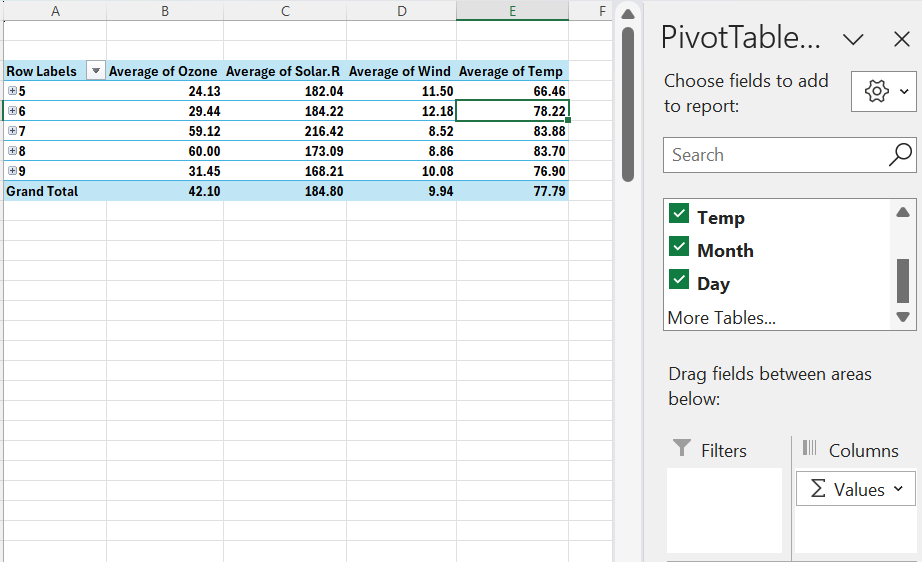 A B C D E F
Row Labels Average of Ozone Average of Solar.R Average of Wind Average of Temp
5 24.13 182.04 11.50 66.46
6 29.44 184.22 12.18 78.22
7 59.12 216.42 8.52 83.88
8 60.00 173.09 8.86 83.70
9 31.45 168.21 10.08 76.90
Grand Total 42.10 184.80 9.94 77.79
PivotTable...
Choose fields to add
to report:
Search
Temp
Month
Day
More Tables...
Drag fields between areas
below:
Filters
Columns
Σ Values